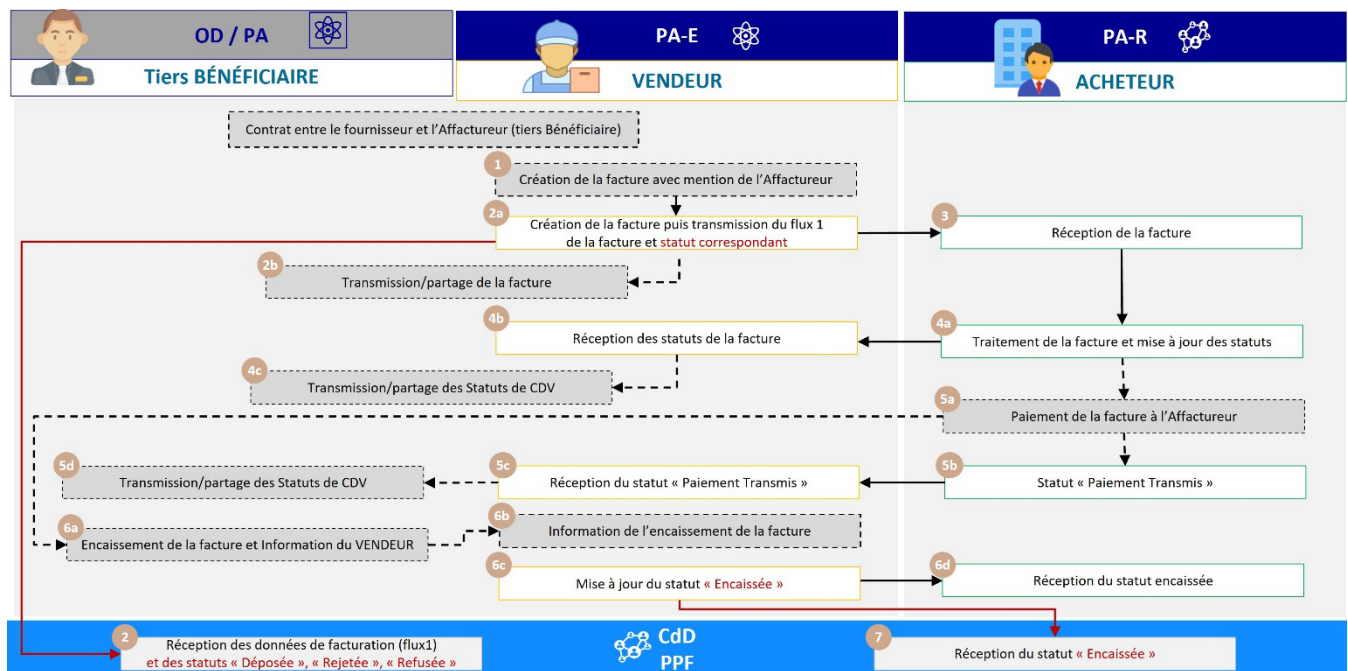 OD / PA
PA-E
PA-R
Tiers BÉNÉFICIAIRE
VENDEUR
ACHETEUR
Contrat entre le fournisseur et l’Affactureur (tiers Bénéficiaire)
1
Création de la facture avec mention de l’Affactureur
2a
Création de la facture puis transmission du flux 1
de la facture et statut correspondant
3
Réception de la facture
2b
Transmission/partage de la facture
4b
Réception des statuts de la facture
4a
Traitement de la facture et mise à jour des statuts
4c
Transmission/partage des Statuts de CDV
5a
Paiement de la facture à l’Affactureur
5d
Transmission/partage des Statuts de CDV
5c
Réception du statut « Paiement Transmis »
5b
Statut « Paiement Transmis »
6a
Encaissement de la facture et Information du VENDEUR
6b
Information de l’encaissement de la facture
6c
Mise à jour du statut « Encaissée »
6d
Réception du statut encaissée
2
Réception des données de facturation (flux1)
et des statuts « Déposée », « Rejetée », « Refusée »
CdD
PPF
7
Réception du statut « Encaissée »